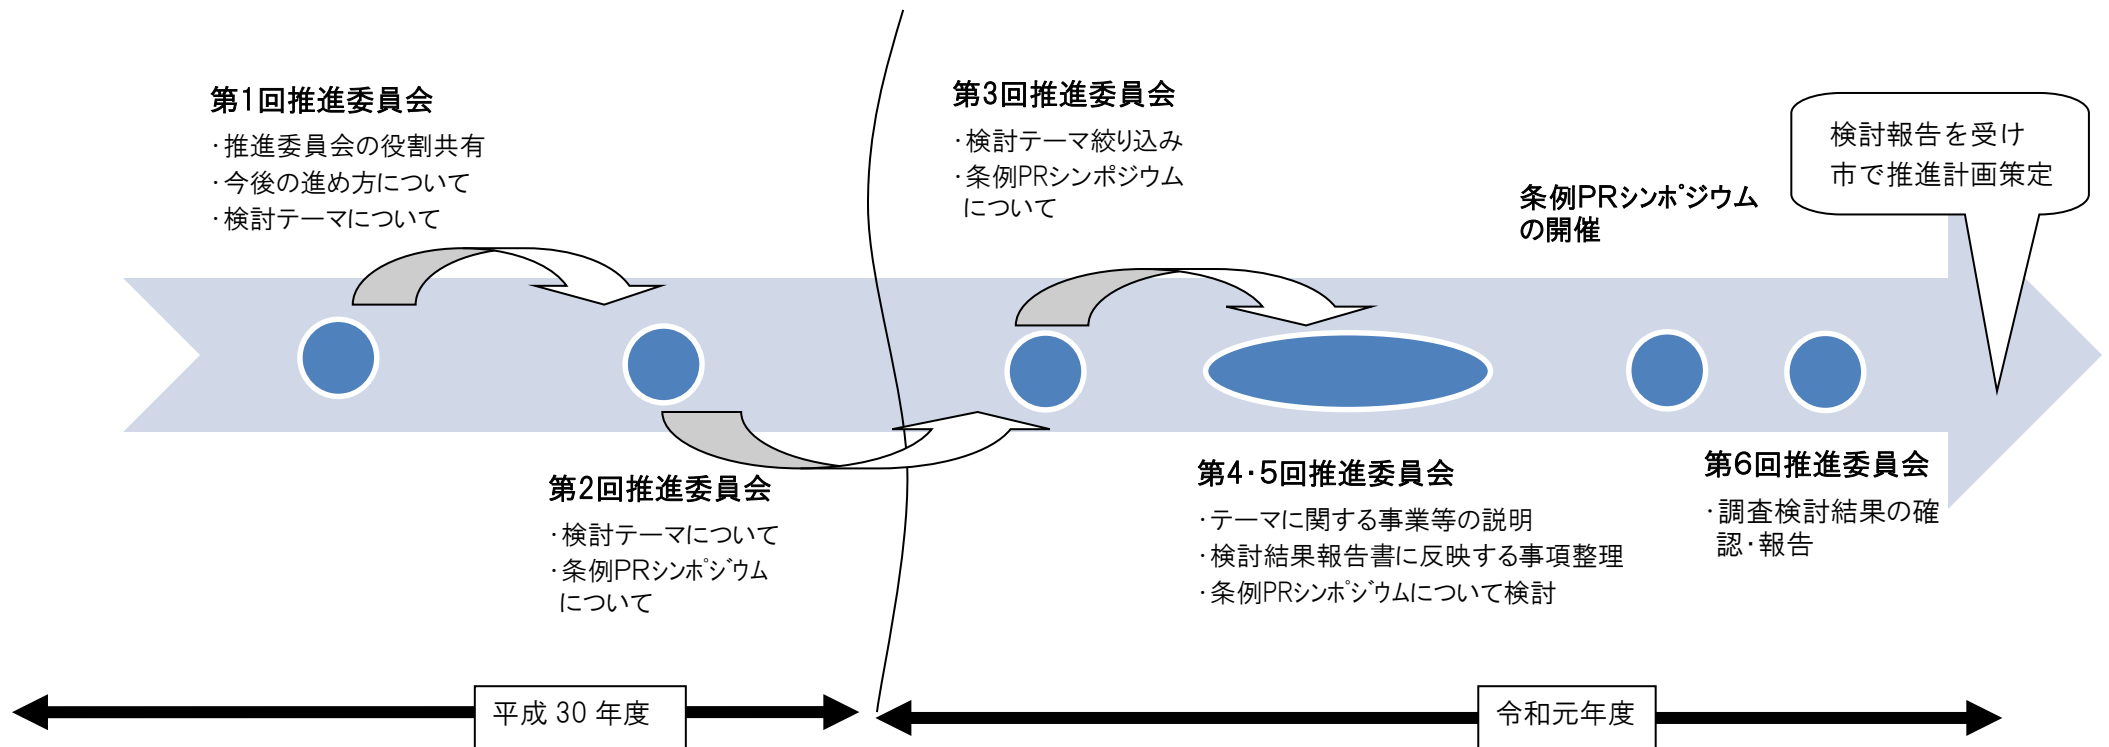 第1回推進委員会
・推進委員会の役割共有
・今後の進め方について
・検討テーマについて
第2回推進委員会
・検討テーマについて
・条例PRシンポジウム
について
第3回推進委員会
・検討テーマ絞り込み
・条例PRシンポジウム
について
第4・5回推進委員会
・テーマに関する事業等の説明
・検討結果報告書に反映する事項整理
・条例PRシンポジウムについて検討
条例PRシンポジウム
の開催
第6回推進委員会
・調査検討結果の確
認・報告
検討報告を受け
市で推進計画策定
平成 30 年度
令和元年度